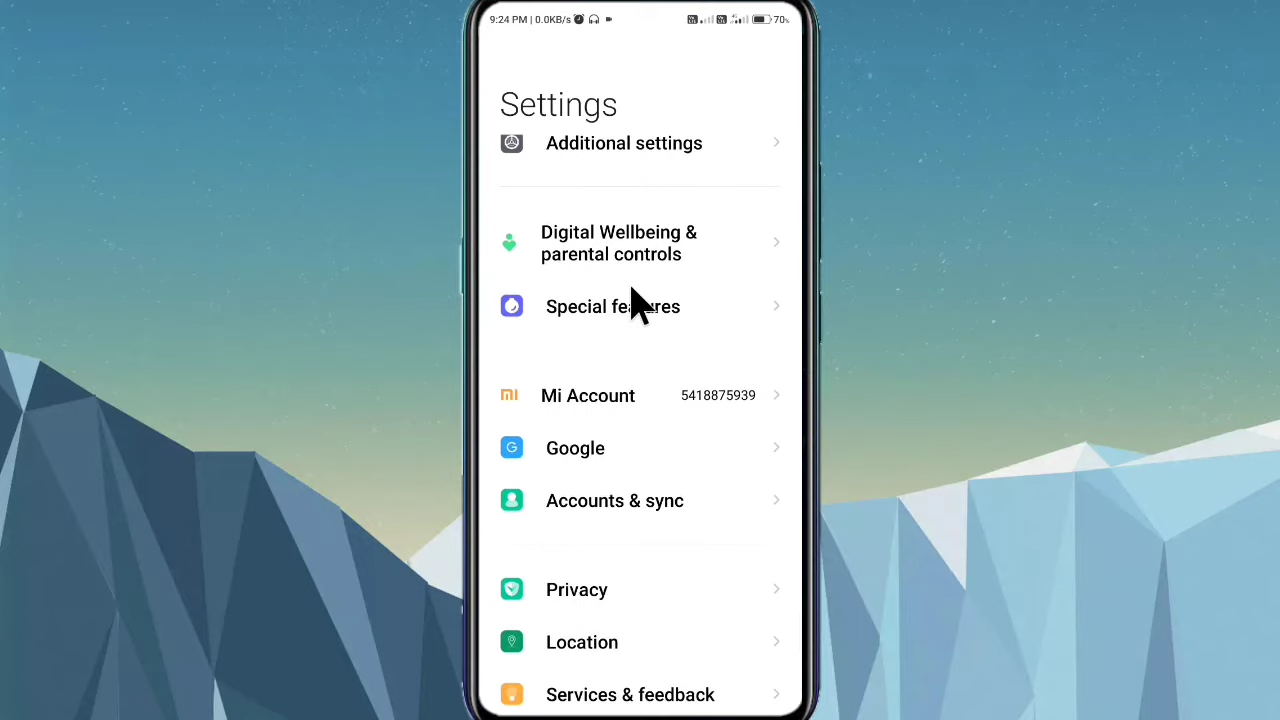 9:24 PM | 0.0KB/s 70%
Settings
Additional settings
Digital Wellbeing &
parental controls
Special features
mi Mi Account 5418875939
G Google
Accounts & sync
Privacy
Location
Services & feedback